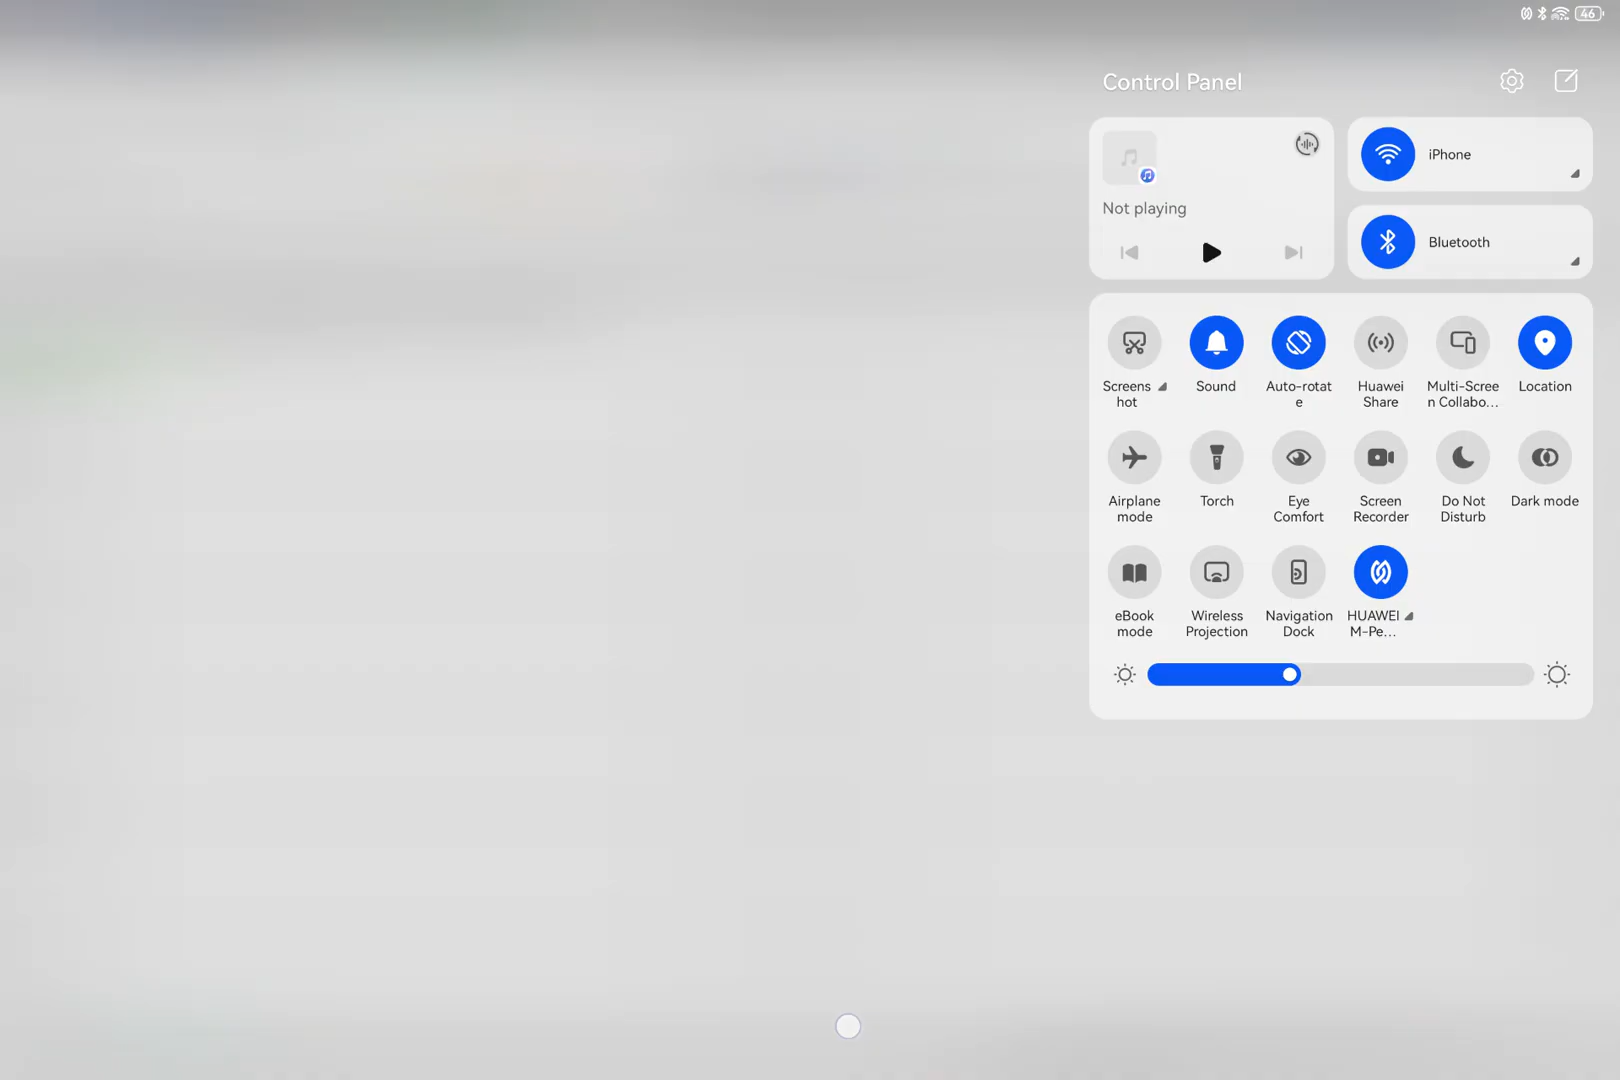 46
Control Panel
iPhone
Not playing
Bluetooth
Screens
hot
Sound
Auto-rotat
e
Huawei
Share
Multi-Scree
n Collabo...
Location
Airplane
mode
Torch
Eye
Comfort
Screen
Recorder
Do Not
Disturb
Dark mode
eBook
mode
Wireless
Projection
Navigation
Dock
HUAWEI
M-Pe...